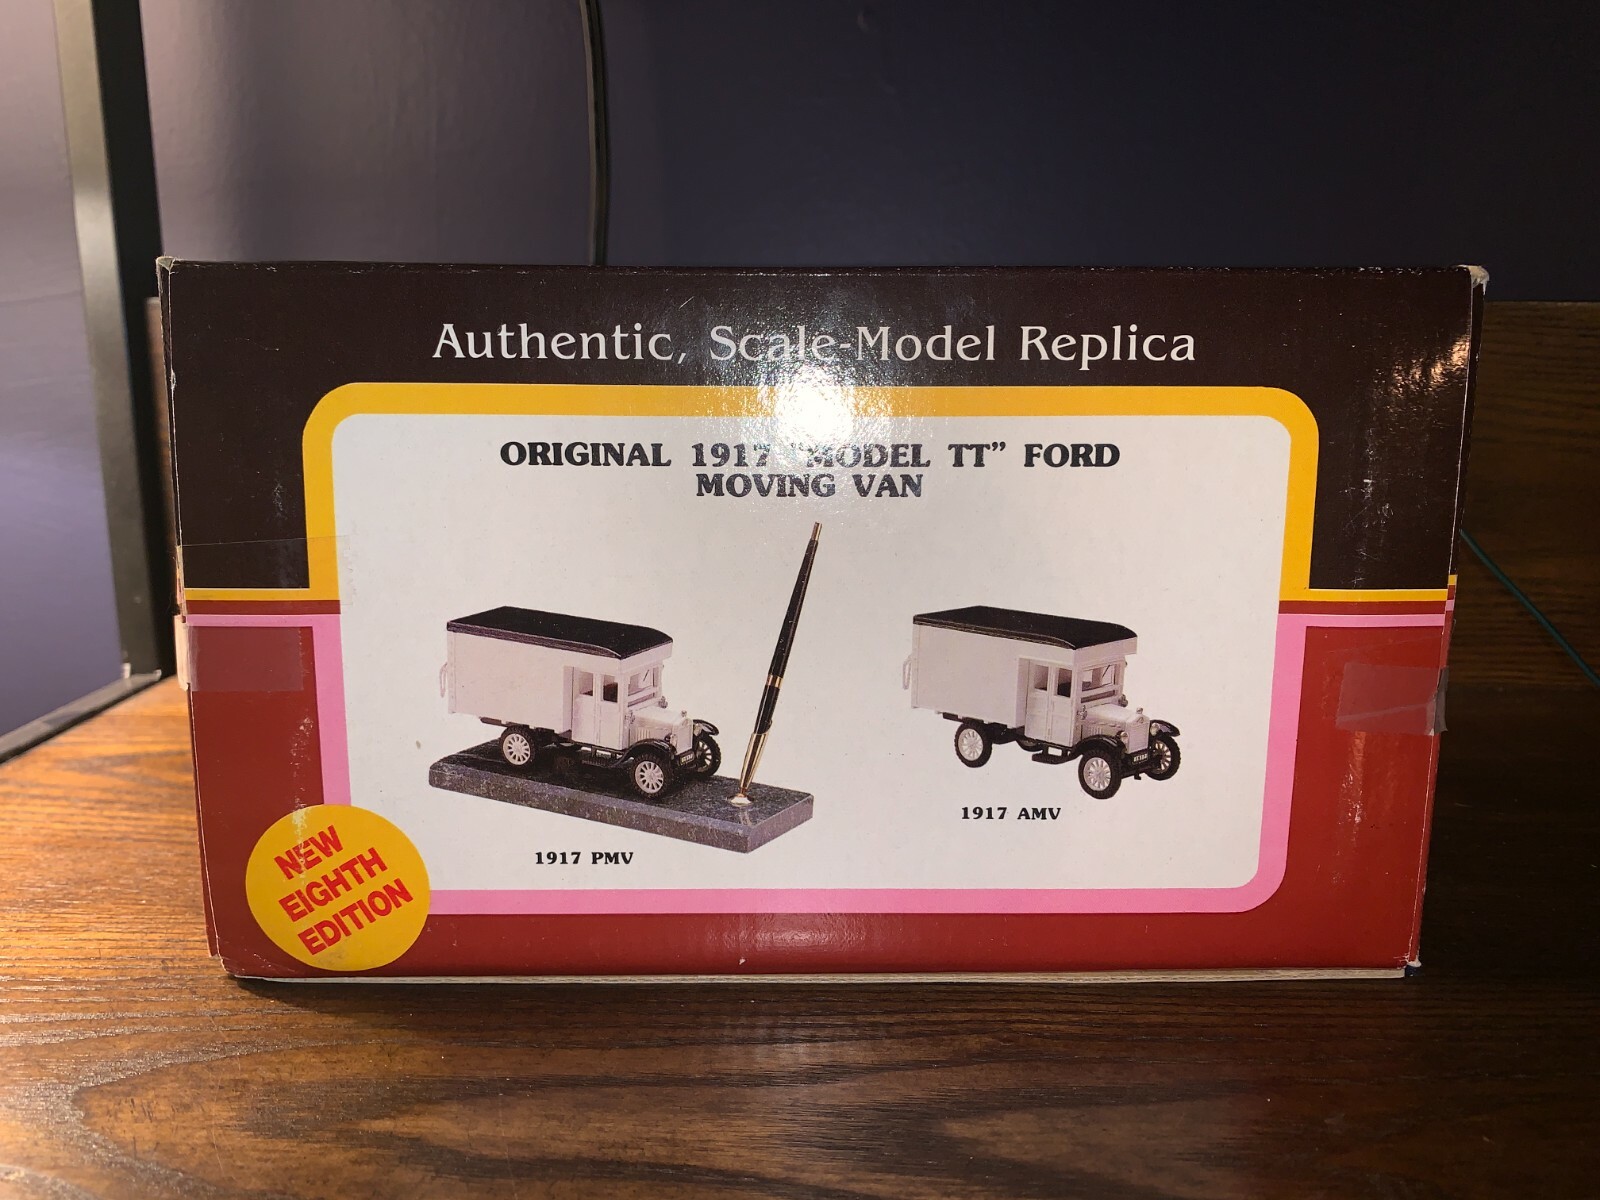 Authentic, Scale-Model Replica
ORIGINAL 1917 "MODEL TT" FORD
MOVING VAN
1917 PMV
1917 AMV
NEW
EIGHTH
EDITION